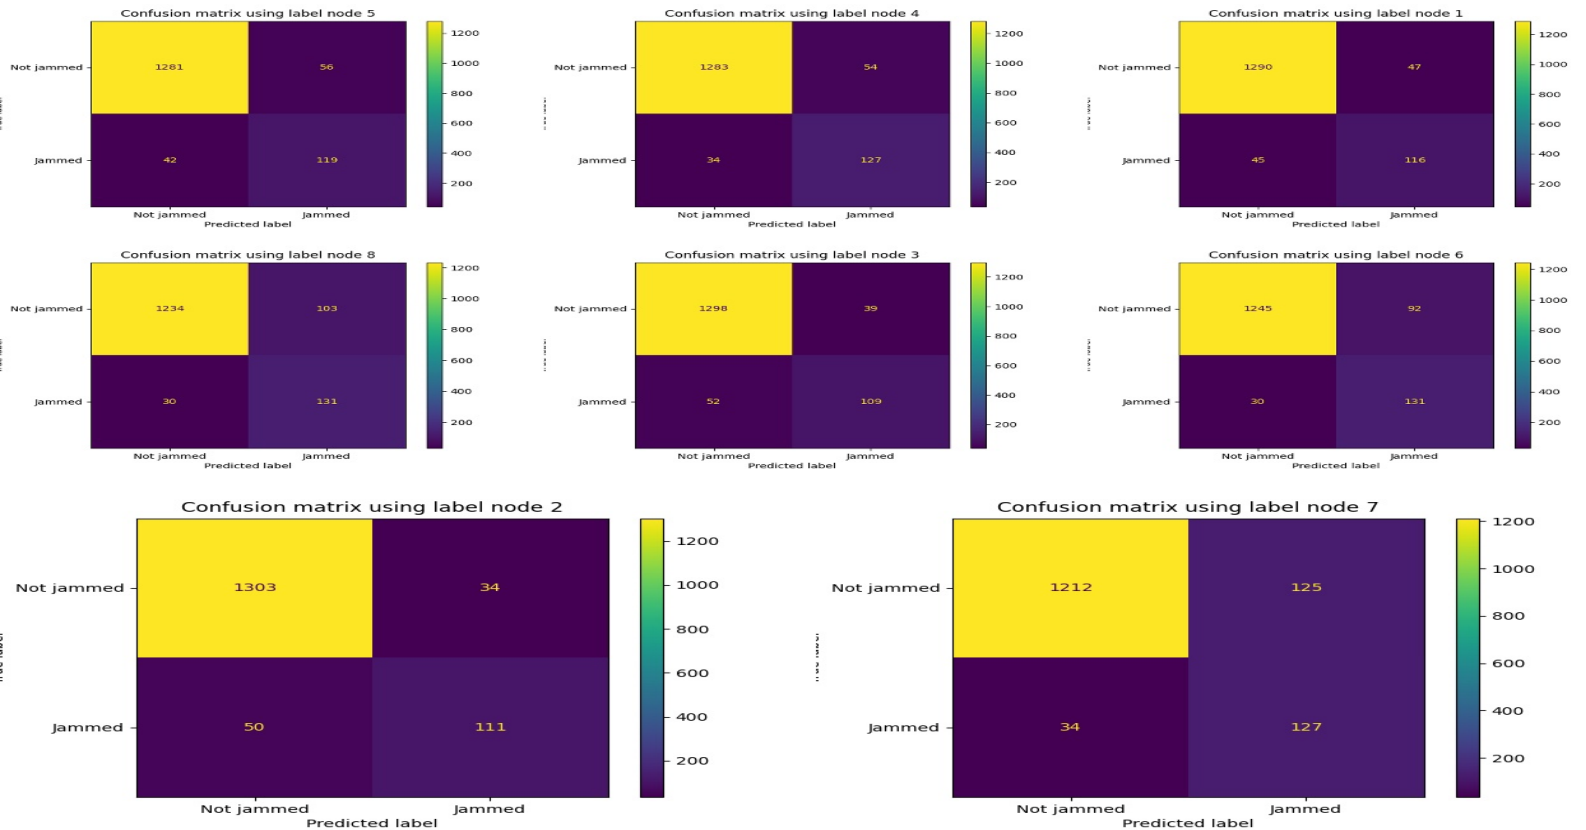 Confusion matrix using label node 5
Not jammed
1281
56
Jammed
42
119
Not jammed
Jammed
Predicted label
1200
1000
800
600
400
200
Confusion matrix using label node 4
Not jammed
1283
54
Jammed
34
127
Not jammed
Jammed
Predicted label
1200
1000
800
600
400
200
Confusion matrix using label node 1
Not jammed
1290
47
Jammed
45
116
Not jammed
Jammed
Predicted label
1200
1000
800
600
400
200
Confusion matrix using label node 8
Not jammed
1234
103
Jammed
30
131
Not jammed
Jammed
Predicted label
1200
1000
800
600
400
200
Confusion matrix using label node 3
Not jammed
1298
39
Jammed
52
109
Not jammed
Jammed
Predicted label
1200
1000
800
600
400
200
Confusion matrix using label node 6
Not jammed
1245
92
Jammed
30
131
Not jammed
Jammed
Predicted label
1200
1000
800
600
400
200
Confusion matrix using label node 2
Not jammed
1303
34
Jammed
50
111
Not jammed
Jammed
Predicted label
1200
1000
800
600
400
200
Confusion matrix using label node 7
Not jammed
1212
125
Jammed
34
127
Not jammed
Jammed
Predicted label
1200
1000
800
600
400
200